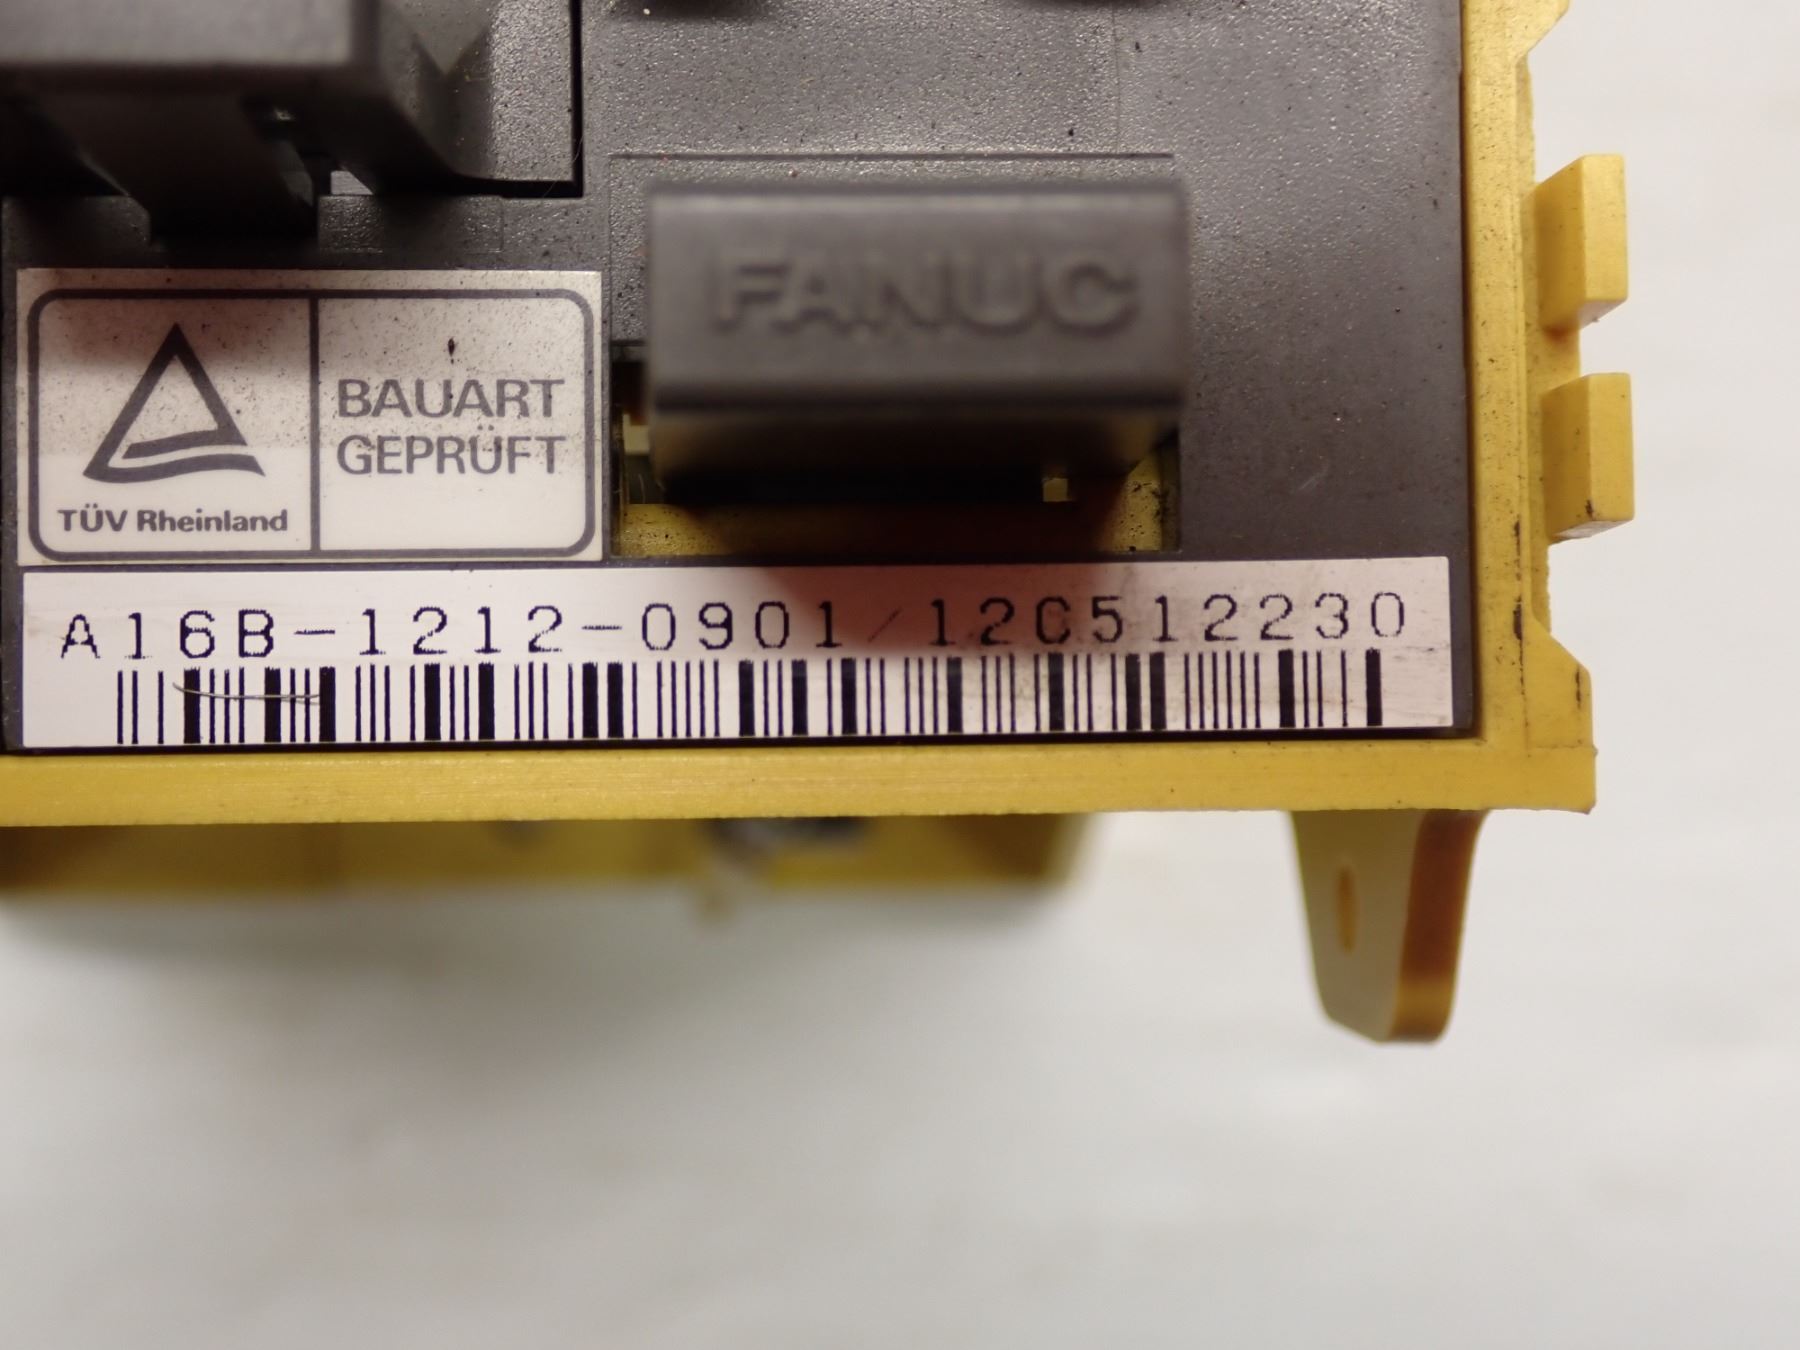 FANUC
BAUART
GEPRÜFT
TÜV Rheinland
A16B-1212-0901/12C512230